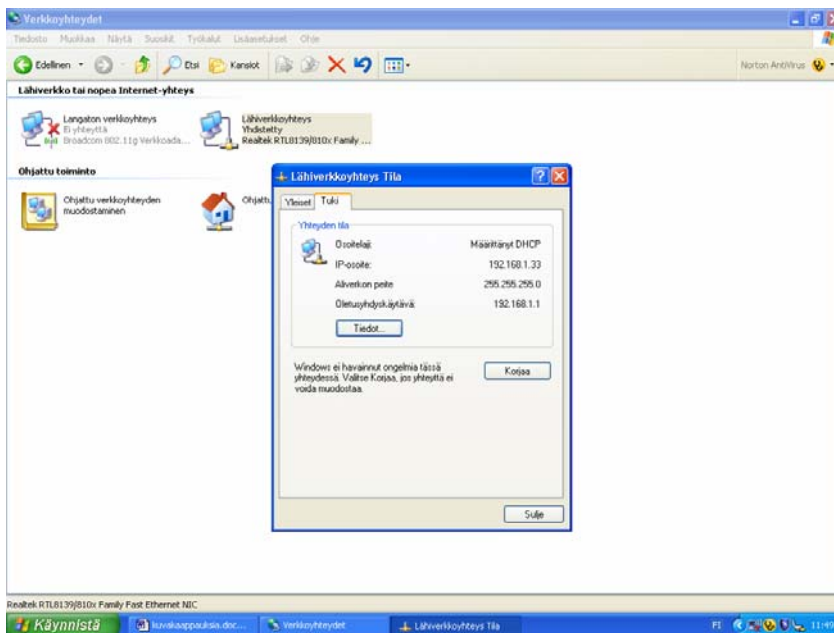 Verkkoyhteydet
Tiedosto Muokkaa Näytä Suosikit Työkalut Lisäasetukset Ohje
Edellinen Etsi Kansiot Norton AntiVirus
Lähiverkko tai nopea Internet-yhteys
Langaton verkkoyhteys
Ei yhteyttä
Broadcom 802.11g Verkkoada...
Lähiverkkoyhteys
Yhdistetty
Realtek RTL8139/810x Family ...
Ohjattu toiminto
Ohjattu verkkoyhteyden
muodostaminen
Ohjatt
Lähiverkkoyhteys Tila
Yleiset Tuki
Yhteyden tila
Osoitelaji: Määrittänyt DHCP
IP-osoite: 192.168.1.33
Aliverkon peite 255.255.255.0
Oletusyhdyskäytävä: 192.168.1.1
Tiedot...
Windows ei havainnut ongelmia tässä
yhteydessä. Valitse Korjaa, jos yhteyttä ei
voida muodostaa.
Korjaa
Sulje
Realtek RTL8139/810x Family Fast Ethernet NIC
Käynnistä kuvakaappauksia.doc... Verkkoyhteydet Lähiverkkoyhteys Tila FI 11:49